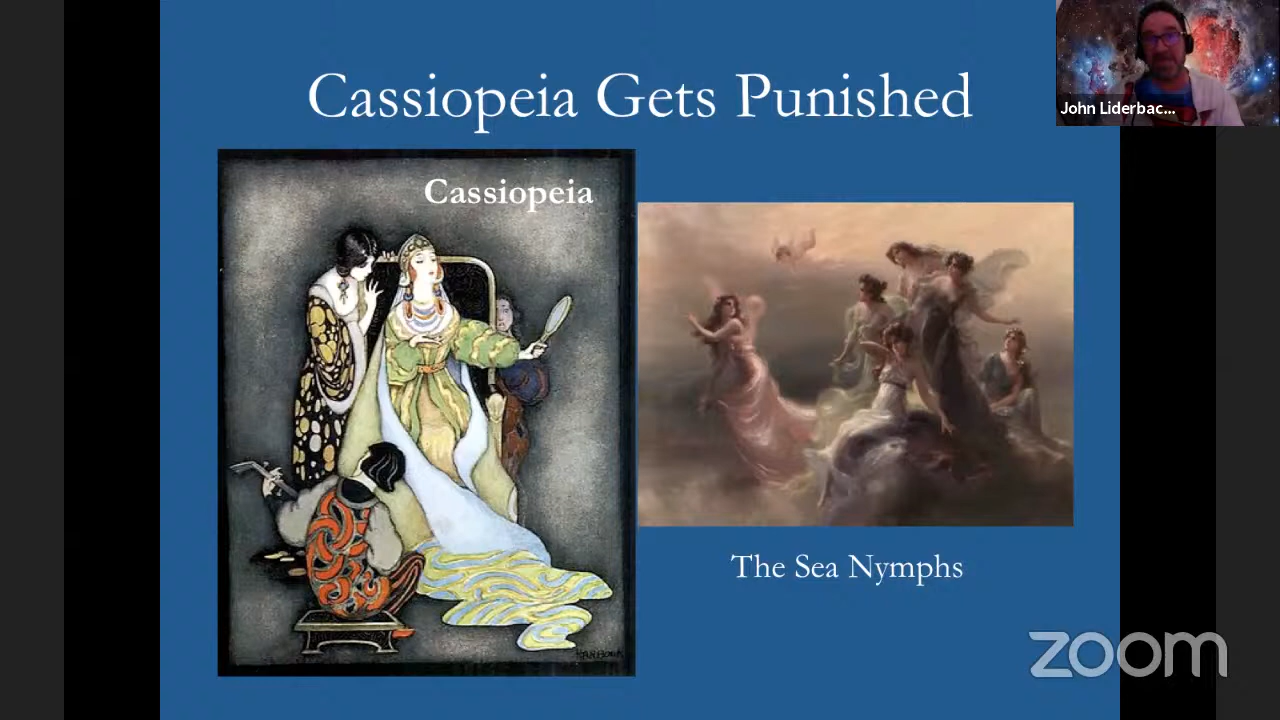 Cassiopeia Gets Punished
John Liderbac...
Cassiopeia
The Sea Nymphs
zoom